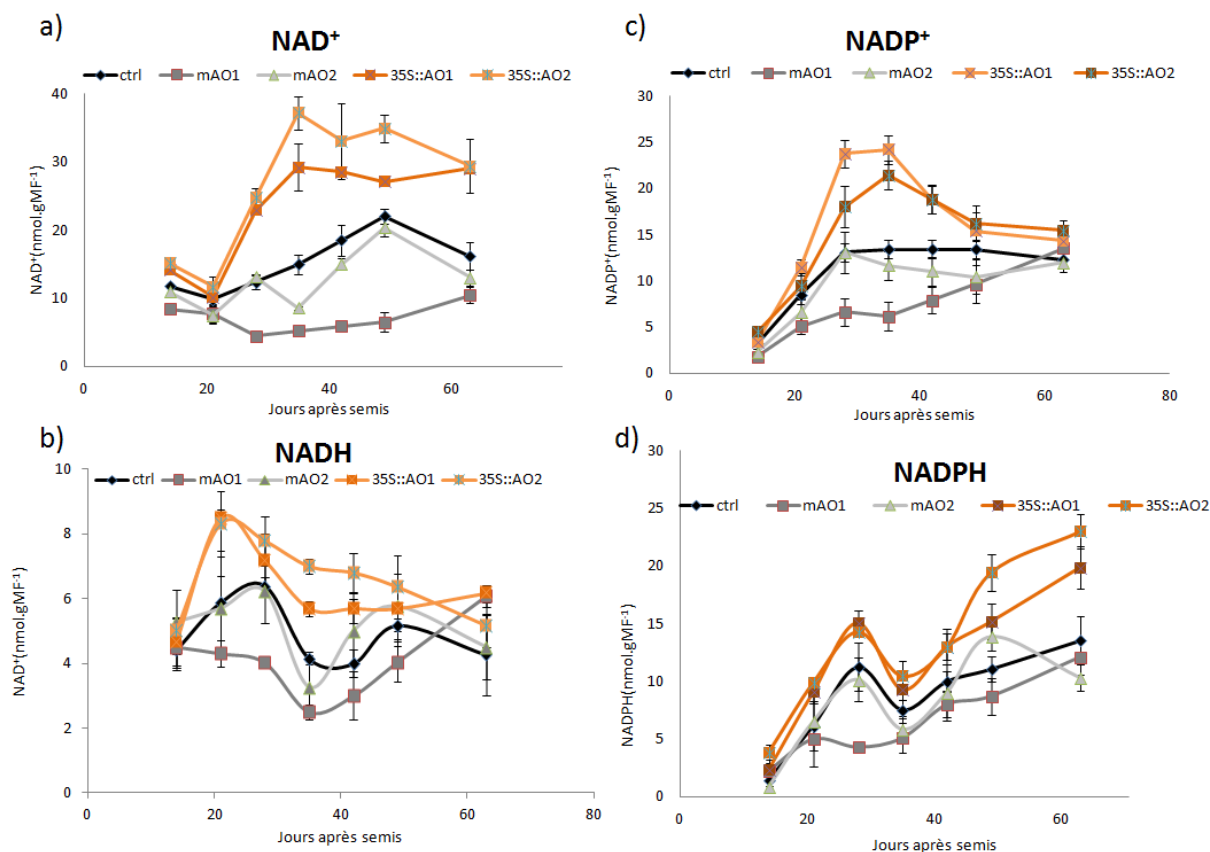 a)
NAD⁺
ctrl mAO1 mAO2 35S::AO1 35S::AO2
NAD⁺(nmol.gMF⁻¹)
40
30
20
10
0
0 20 40 60
Jours après semis
c)
NADP⁺
ctrl mAO1 mAO2 35S::AO1 35S::AO2
NADP⁺(nmol.gMF⁻¹)
30
25
20
15
10
5
0
0 20 40 60 80
Jours après semis
b)
NADH
ctrl mAO1 mAO2 35S::AO1 35S::AO2
NAD⁺(nmol.gMF⁻¹)
10
8
6
4
2
0
0 20 40 60 80
Jours après semis
d)
NADPH
ctrl mAO1 mAO2 35S::AO1 35S::AO2
NADPH(nmol.gMF⁻¹)
30
25
20
15
10
5
0
0 20 40 60
Jours après semis